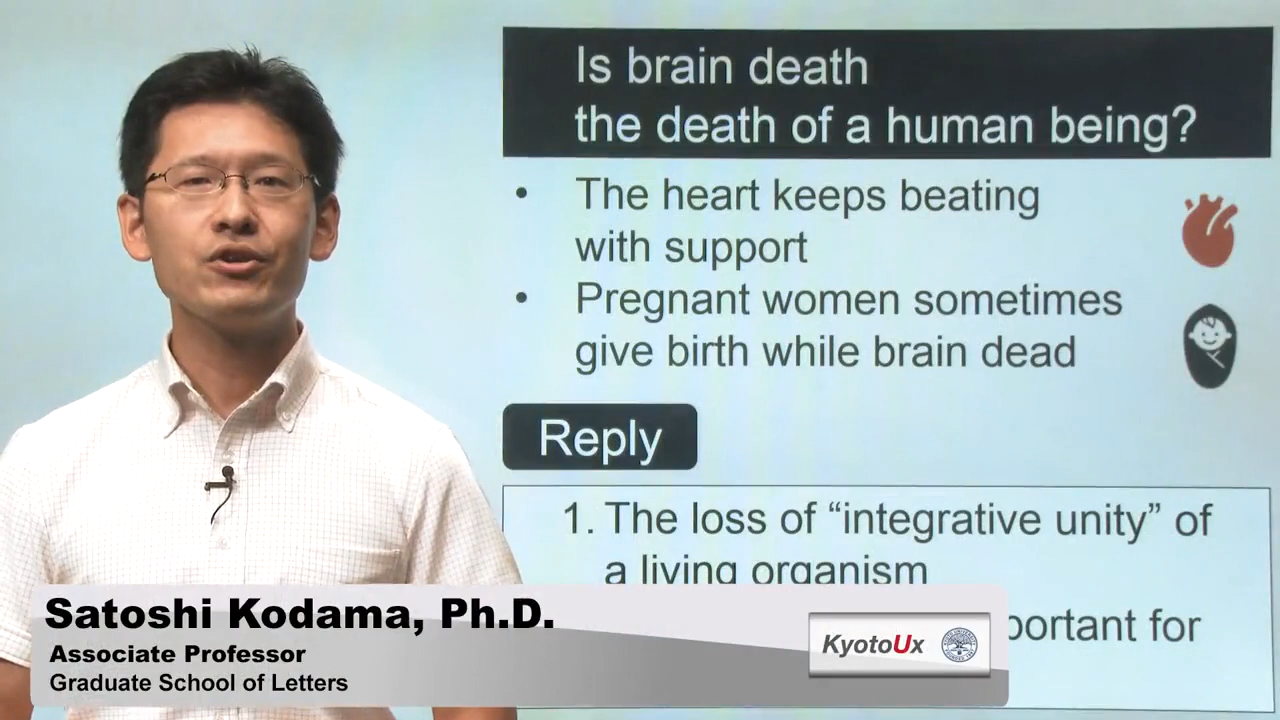 Is brain death
the death of a human being?
• The heart keeps beating
with support
• Pregnant women sometimes
give birth while brain dead
Reply
1. The loss of “integrative unity” of
a living organism
portant for
Satoshi Kodama, Ph.D.
Associate Professor
Graduate School of Letters
KyotoUx